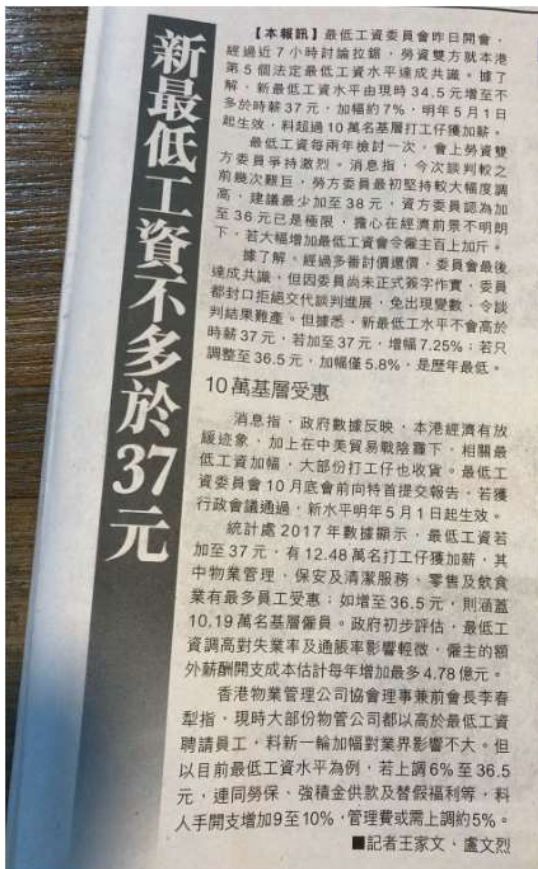 新最低工資不多於37元
【本報訊】最低工資委員會昨日開會，
經過近7小時討論拉鋸，勞資雙方就本港
第5個法定最低工資水平達成共識。據了
解，新最低工資水平由現時34.5元增至不
多於時薪37元，加幅約7%，明年5月1日
起生效，料超過10萬名基層打工仔獲加薪。
最低工資每兩年檢討一次，會上勞資雙
方委員爭持激烈。消息指，今次談判較之
前幾次艱巨，勞方委員最初堅持較大幅度調
高，建議最少加至38元，資方委員認為加
至36元已是極限，擔心在經濟前景不明朗
下，若大幅增加最低工資會令僱主百上加斤。
據了解，經過多番討價還價，委員會最後
達成共識，但因委員尚未正式簽字作實，委員
都封口拒絕交代談判進展，免出現變數，令談
判結果難產。但據悉，新最低工水平不會高於
時薪37元，若加至37元，增幅7.25%；若只
調整至36.5元，加幅僅5.8%，是歷年最低。
10萬基層受惠
消息指，政府數據反映，本港經濟有放
緩迹象，加上在中美貿易戰陰霾下，相關最
低工資加幅，大部份打工仔也收貨。最低工
資委員會10月底會前向特首提交報告，若獲
行政會議通過，新水平明年5月1日起生效。
統計處2017年數據顯示，最低工資若
加至37元，有12.48萬名打工仔獲加薪，其
中物業管理、保安及清潔服務、零售及飲食
業有最多員工受惠；如增至36.5元，則涵蓋
10.19萬名基層僱員。政府初步評估，最低工
資調高對失業率及通脹率影響輕微，僱主的額
外薪酬開支成本估計每年增加最多4.78億元。
香港物業管理公司協會理事兼前會長李春
犁指，現時大部份物管公司都以高於最低工資
聘請員工，料新一輪加幅對業界影響不大。但
以目前最低工資水平為例，若上調6%至36.5
元，連同勞保、強積金供款及替假福利等，料
人手開支增加9至10%，管理費或需上調約5%。
■記者王家文、盧文烈